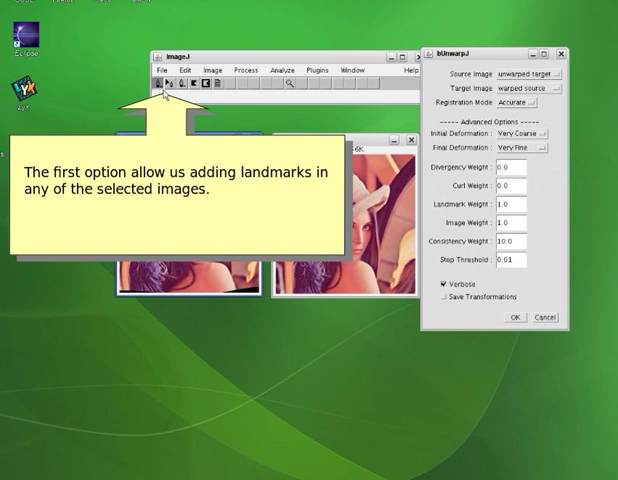 Eclipse
LyX
s
ImageJ
File Edit Image Process Analyze Plugins Window Help
The first option allow us adding landmarks in
any of the selected images.
bUnwarpJ
Source Image : unwarped target
Target Image : warped source
Registration Mode : Accurate
----- Advanced Options -----
Initial Deformation : Very Coarse
Final Deformation : Very Fine
Divergency Weight : 0.0
Curl Weight : 0.0
Landmark Weight : 1.0
Image Weight : 1.0
Consistency Weight : 10.0
Stop Threshold : 0.01
Verbose
Save Transformations
OK Cancel